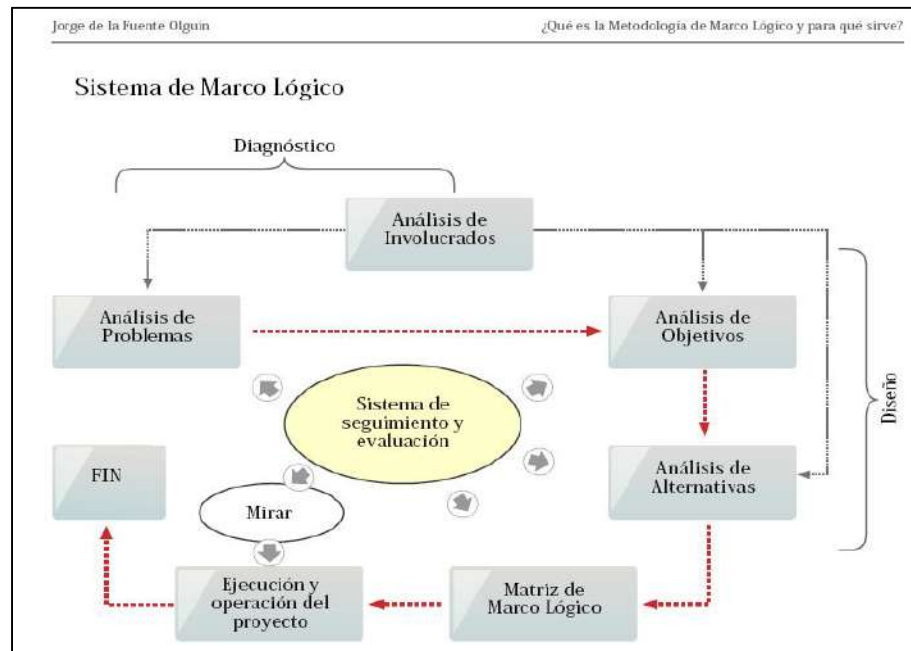 Jorge de la Fuente Olguin
¿Qué es la Metodología de Marco Lógico y para qué sirve?
Sistema de Marco Lógico
Diagnóstico
Análisis de
Involucrados
Análisis de
Problemas
Análisis de
Objetivos
Sistema de
seguimiento y
evaluación
Diseño
FIN
Análisis de
Alternativas
Mirar
Ejecución y
operación del
proyecto
Matriz de
Marco Lógico